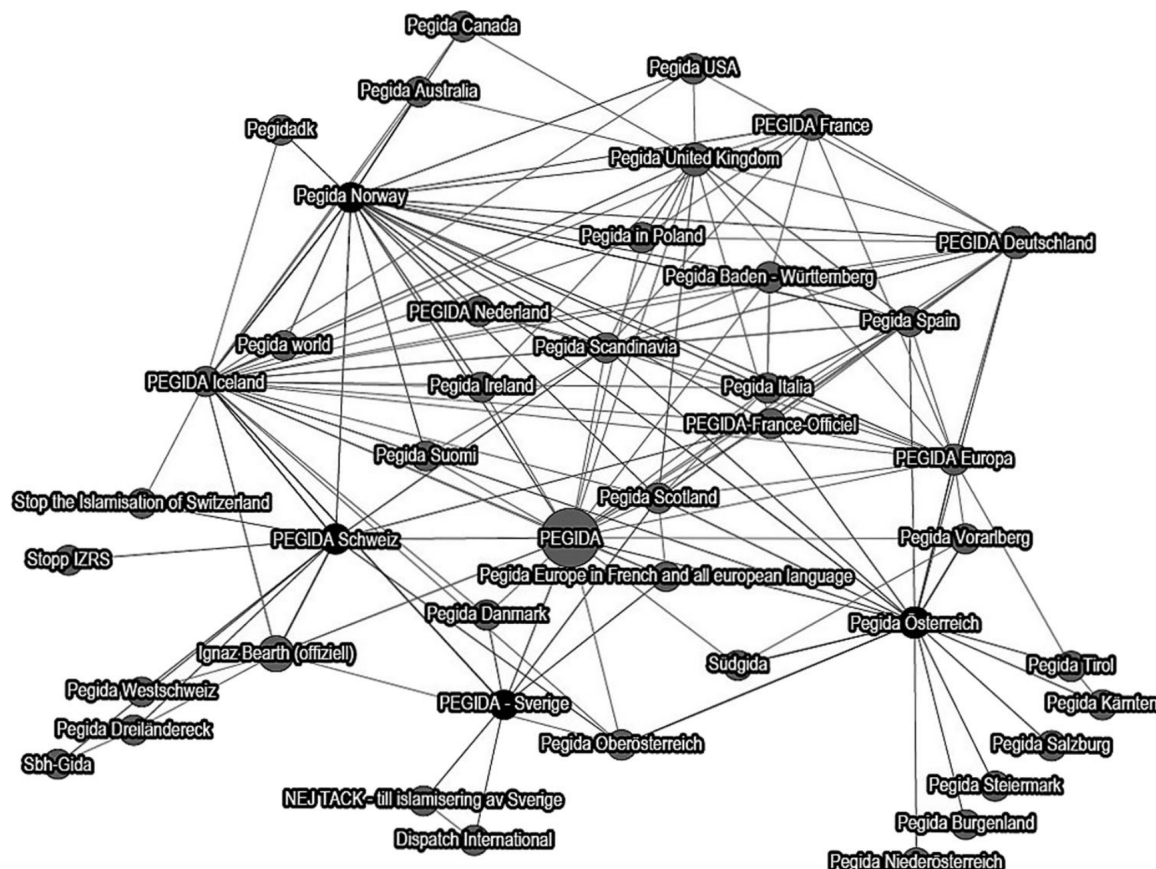 Pegida Canada
Pegida USA
Pegida Australia
Pegidadk
PEGIDA France
Pegida United Kingdom
Pegida Norway
Pegida in Poland
PEGIDA Deutschland
Pegida Baden - Württemberg
PEGIDA Nederland
Pegida Spain
Pegida world
Pegida Scandinavia
PEGIDA Iceland
Pegida Ireland
Pegida Italia
PEGIDA-France-Officiel
Pegida Suomi
PEGIDA Europa
Stop the Islamisation of Switzerland
Pegida Scotland
PEGIDA Schweiz
PEGIDA
Pegida Vorarlberg
Stopp IZRS
Pegida Europe in French and all european language
Pegida Danmark
Pegida Österreich
Ignaz Bearth (offiziell)
Südgida
Pegida Tirol
Pegida Westschweiz
PEGIDA - Sverige
Pegida Kärnten
Pegida Dreiländereck
Pegida Oberösterreich
Pegida Salzburg
Sbh-Gida
Pegida Steiermark
NEJ TACK - till islamisering av Sverige
Pegida Burgenland
Dispatch International
Pegida Niederösterreich